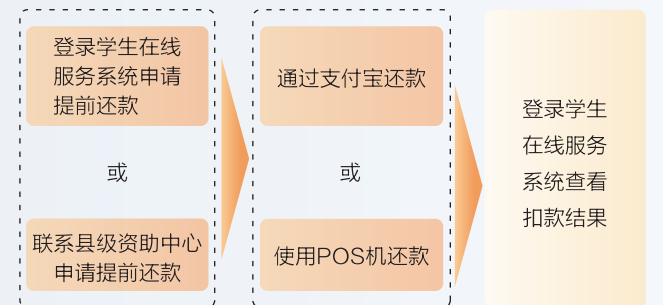 登录学生在线
服务系统申请
提前还款
或
联系县级资助中心
申请提前还款
通过支付宝还款
或
使用POS机还款
登录学生
在线服务
系统查看
扣款结果